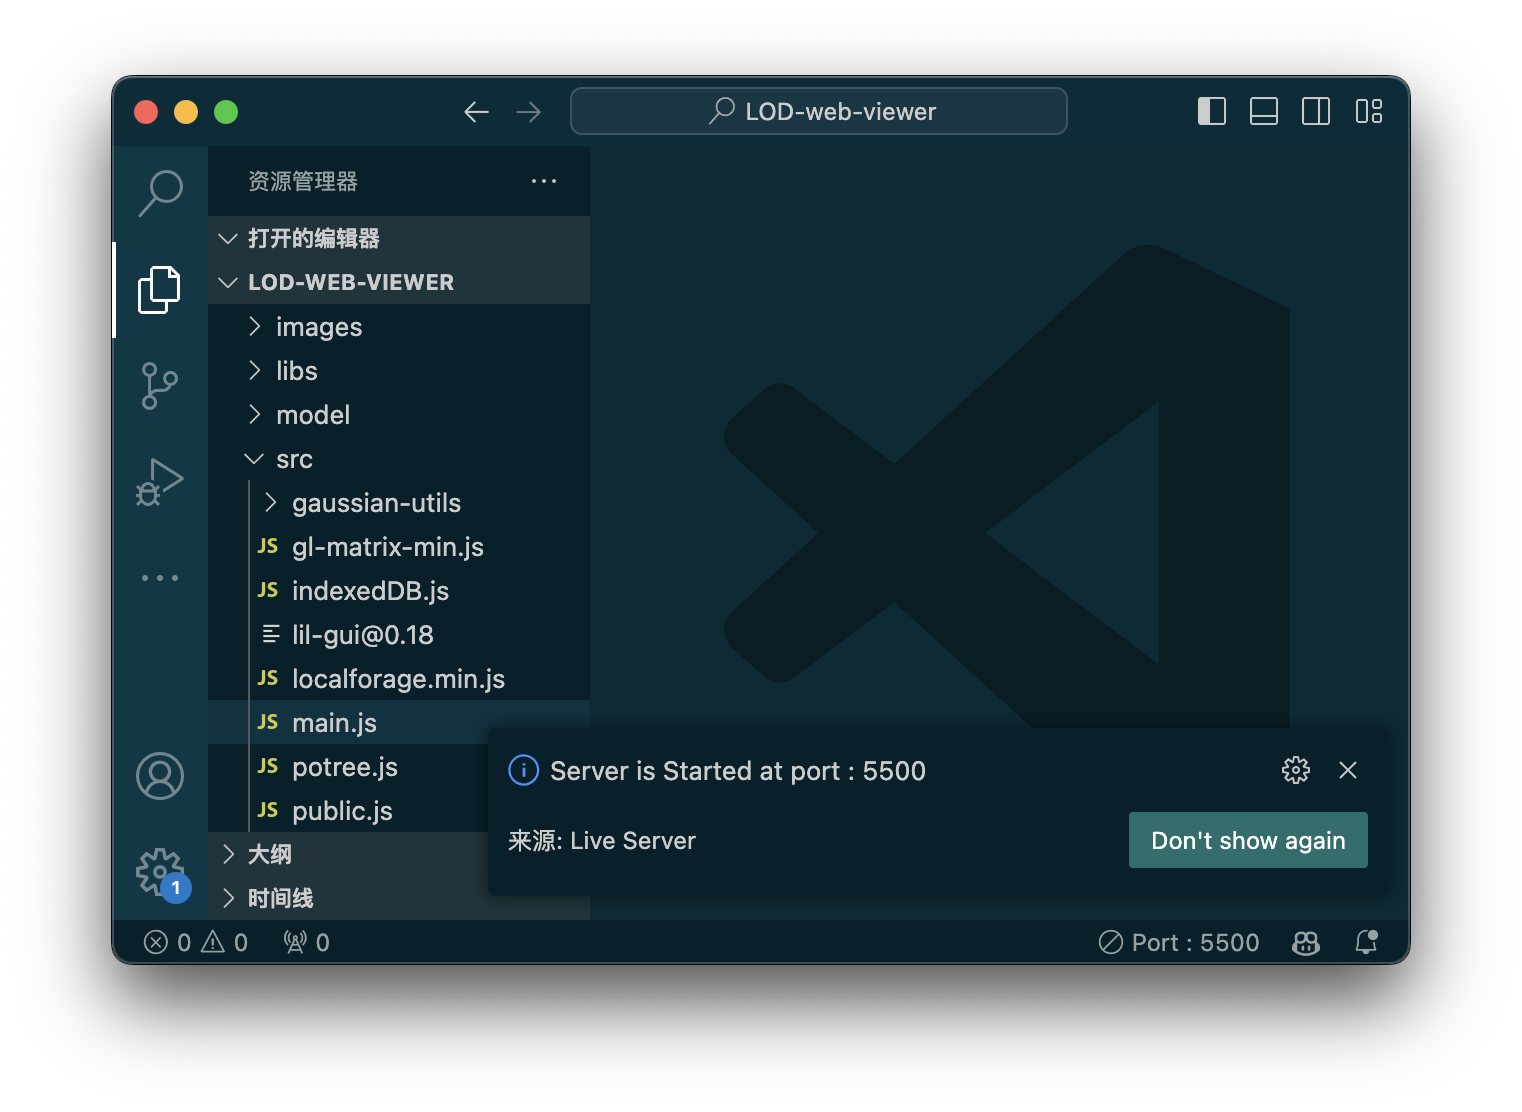 LOD-web-viewer
资源管理器
打开的编辑器
LOD-WEB-VIEWER
images
libs
model
src
gaussian-utils
JS gl-matrix-min.js
JS indexedDB.js
lil-gui@0.18
JS localforage.min.js
JS main.js
JS potree.js
JS public.js
大纲
时间线
1
Server is Started at port : 5500
来源: Live Server
Don't show again
0 0 0
Port : 5500